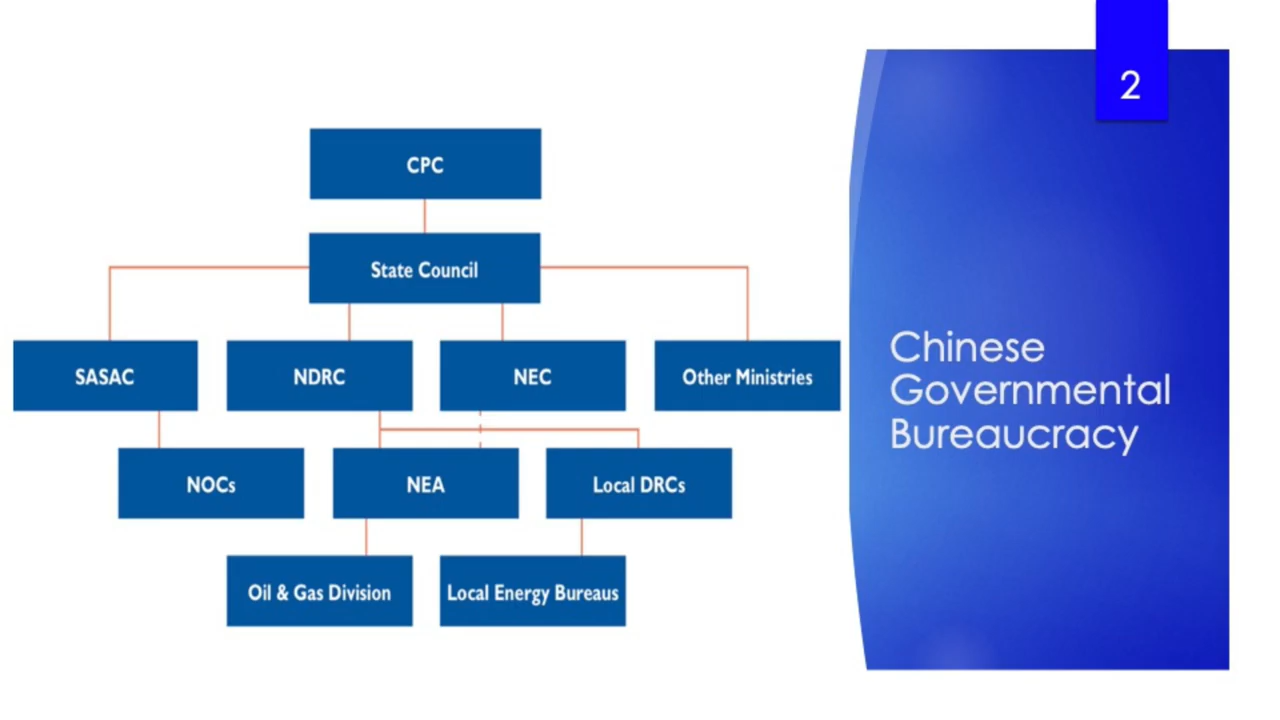 2
CPC
State Council
SASAC
NDRC
NEC
Other Ministries
NOCs
NEA
Local DRCs
Oil & Gas Division
Local Energy Bureaus
Chinese
Governmental
Bureaucracy